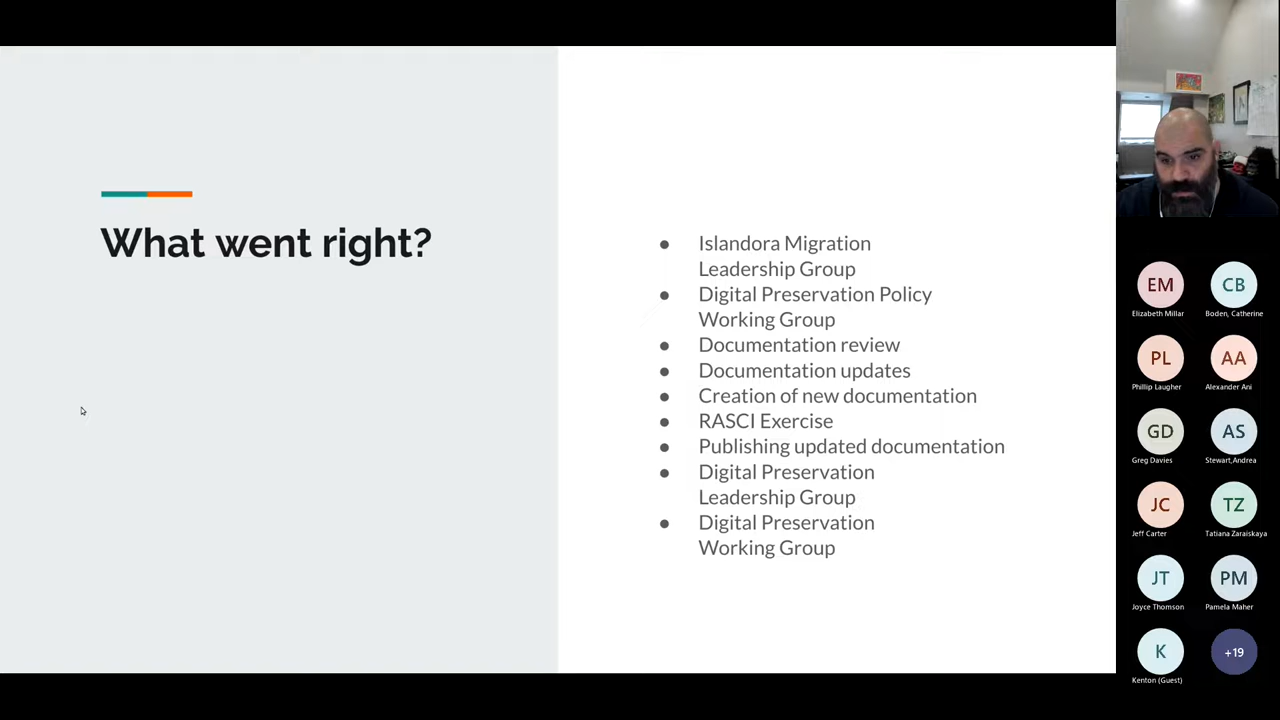 What went right?
● Islandora Migration
Leadership Group
● Digital Preservation Policy
Working Group
● Documentation review
● Documentation updates
● Creation of new documentation
● RASCI Exercise
● Publishing updated documentation
● Digital Preservation
Leadership Group
● Digital Preservation
Working Group
EM
Elizabeth Millar
CB
Boden, Catherine
PL
Phillip Laugher
AA
Alexander Ani
GD
Greg Davies
AS
Stewart,Andrea
JC
Jeff Carter
TZ
Tatiana Zaraiskaya
JT
Joyce Thomson
PM
Pamela Maher
K
Kenton (Guest)
+19